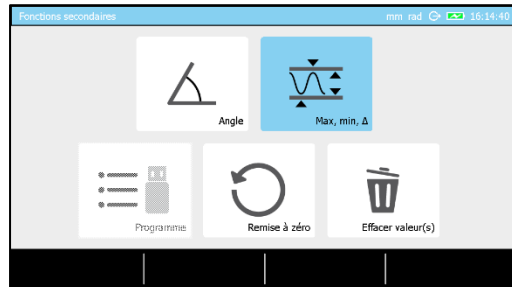 Fonctions secondaires
mm rad 16:14:40
Angle
Max, min, Δ
Programme
Remise à zéro
Effacer valeur(s)